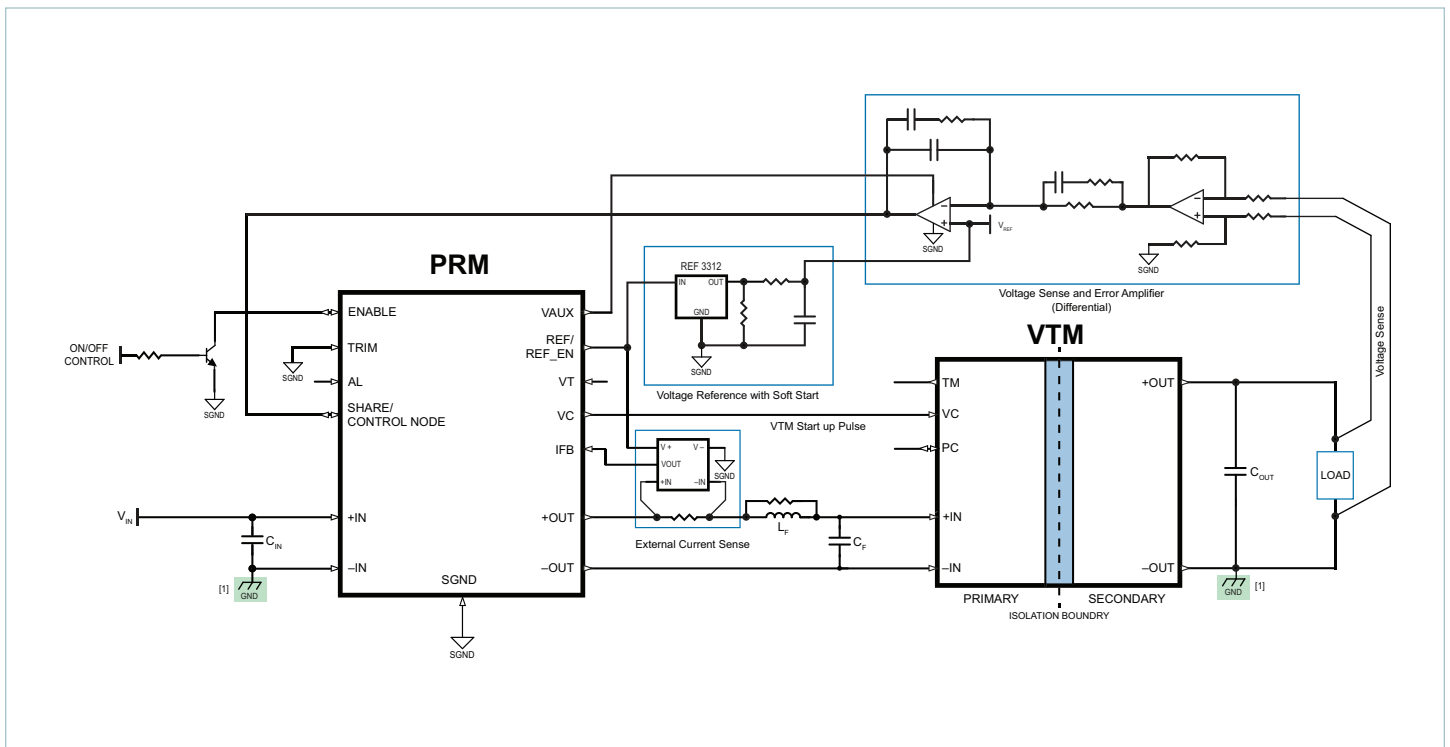 –
+
SGND
V REF
–
+
SGND
Voltage Sense and Error Amplifier
(Differential)
Voltage Sense
PRM
REF 3312
IN
OUT
GND
SGND
Voltage Reference with Soft Start
ON/OFF
CONTROL
SGND
ENABLE
TRIM
SGND
AL
SHARE/
CONTROL NODE
+IN
–IN
SGND
SGND
VAUX
REF/
REF_EN
VT
VC
IFB
+OUT
–OUT
V IN
C IN
[1]
GND
VTM Start up Pulse
V +
V –
VOUT
SGND
+IN
–IN
External Current Sense
L F
C F
VTM
TM
VC
PC
+IN
–IN
+OUT
–OUT
PRIMARY
SECONDARY
ISOLATION BOUNDRY
C OUT
LOAD
GND
[1]